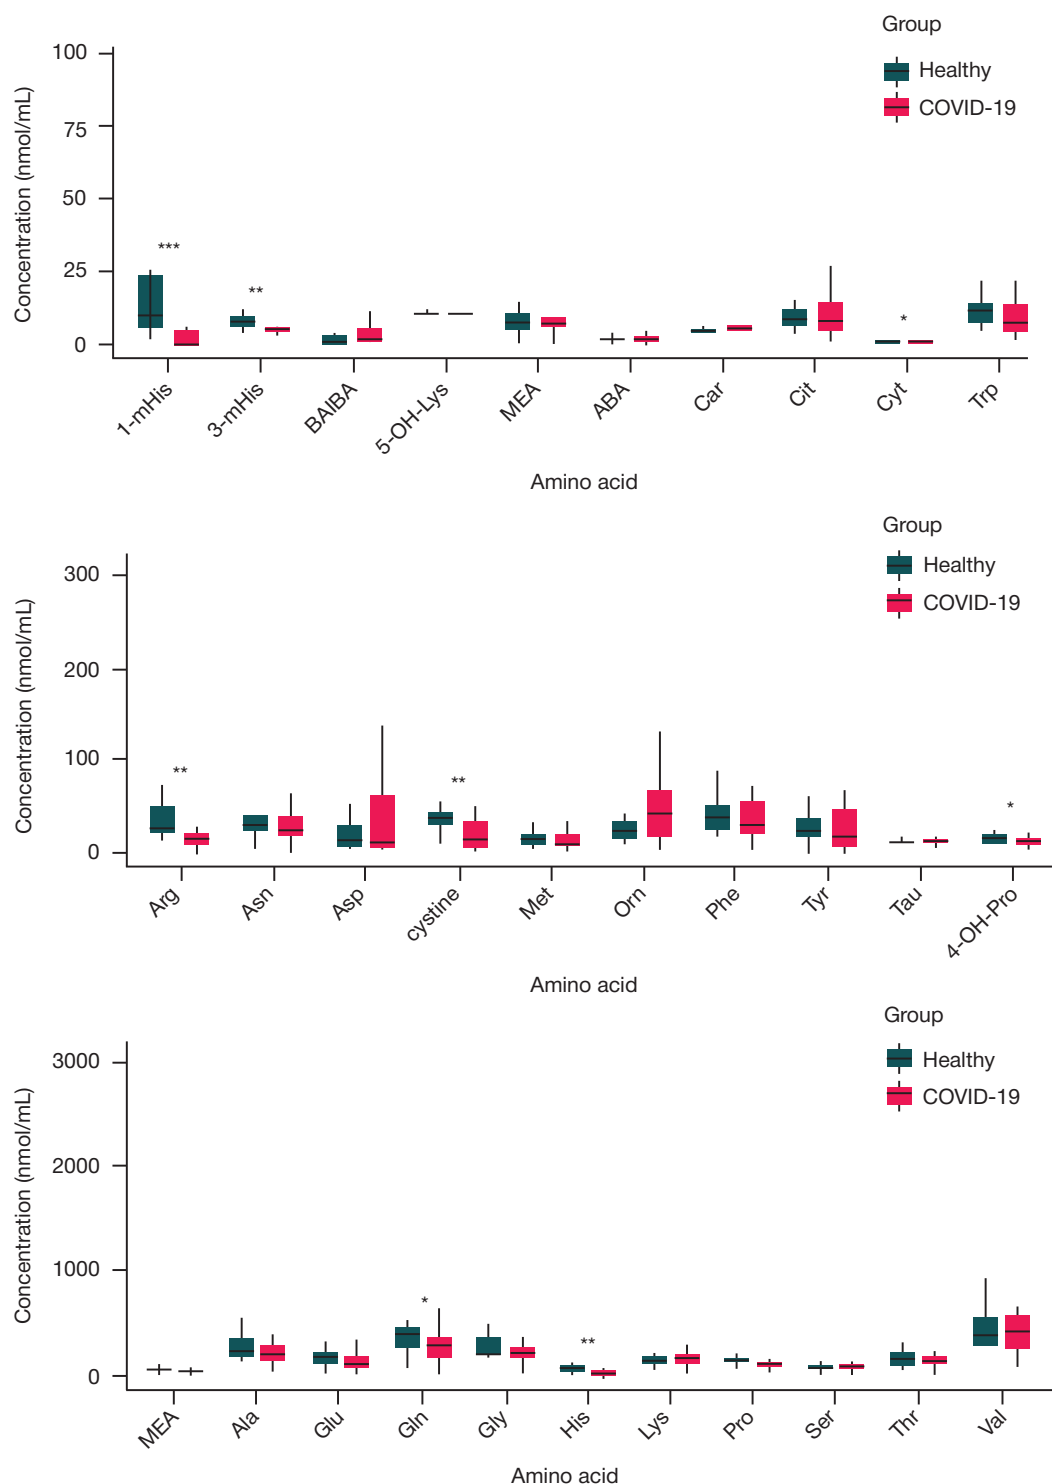 Group
Healthy
COVID-19
Concentration (nmol/mL)
100
75
50
25
0
***
**
*
1-mHis
3-mHis
BAIBA
5-OH-Lys
MEA
ABA
Car
Cit
Cyt
Trp
Amino acid
Group
Healthy
COVID-19
Concentration (nmol/mL)
300
200
100
0
**
**
*
Arg
Asn
Asp
cystine
Met
Orn
Phe
Tyr
Tau
4-OH-Pro
Amino acid
Group
Healthy
COVID-19
Concentration (nmol/mL)
3000
2000
1000
0
*
**
MEA
Ala
Glu
Gln
Gly
His
Lys
Pro
Ser
Thr
Val
Amino acid